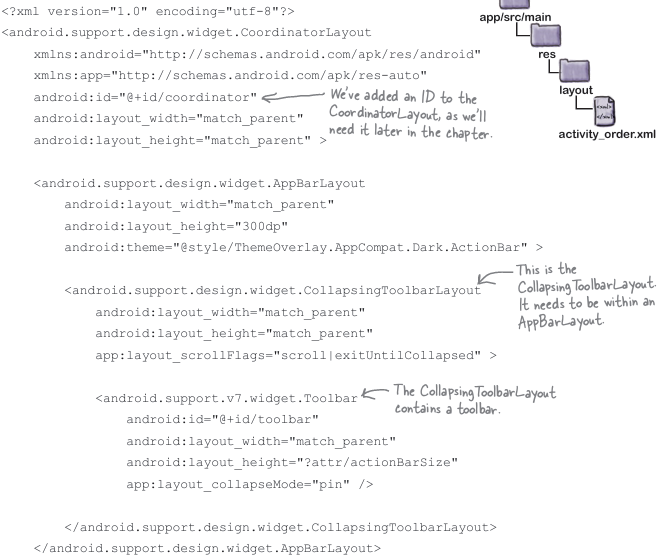 <?xml version="1.0" encoding="utf-8"?>
<android.support.design.widget.CoordinatorLayout
    xmlns:android="http://schemas.android.com/apk/res/android"
    xmlns:app="http://schemas.android.com/apk/res-auto"
    android:id="@+id/coordinator"
    android:layout_width="match_parent"
    android:layout_height="match_parent" >
We've added an ID to the
CoordinatorLayout, as we'll
need it later in the chapter.
app/src/main
res
layout
<xml>
</xml>
activity_order.xml
    <android.support.design.widget.AppBarLayout
        android:layout_width="match_parent"
        android:layout_height="300dp"
        android:theme="@style/ThemeOverlay.AppCompat.Dark.ActionBar" >
        <android.support.design.widget.CollapsingToolbarLayout
            android:layout_width="match_parent"
            android:layout_height="match_parent"
            app:layout_scrollFlags="scroll|exitUntilCollapsed" >
This is the
CollapsingToolbarLayout.
It needs to be within an
AppBarLayout.
            <android.support.v7.widget.Toolbar
                android:id="@+id/toolbar"
                android:layout_width="match_parent"
                android:layout_height="?attr/actionBarSize"
                app:layout_collapseMode="pin" />
The CollapsingToolbarLayout
contains a toolbar.
        </android.support.design.widget.CollapsingToolbarLayout>
    </android.support.design.widget.AppBarLayout>